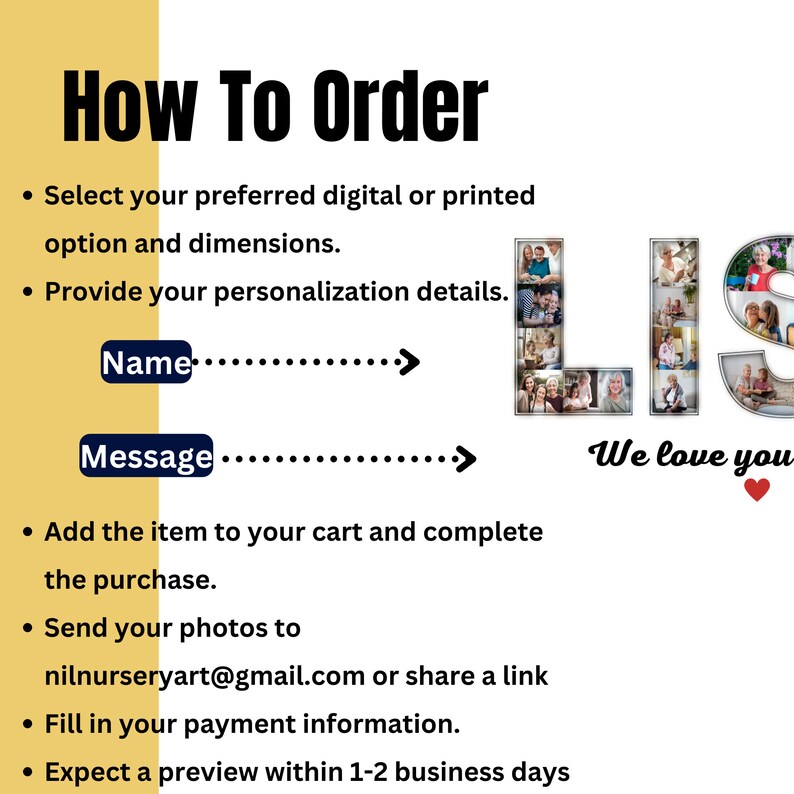 How To Order
• Select your preferred digital or printed
option and dimensions.
• Provide your personalization details.
LIS
Name
Message
We love you
• Add the item to your cart and complete
the purchase.
• Send your photos to
nilnurseryart@gmail.com or share a link
• Fill in your payment information.
• Expect a preview within 1-2 business days